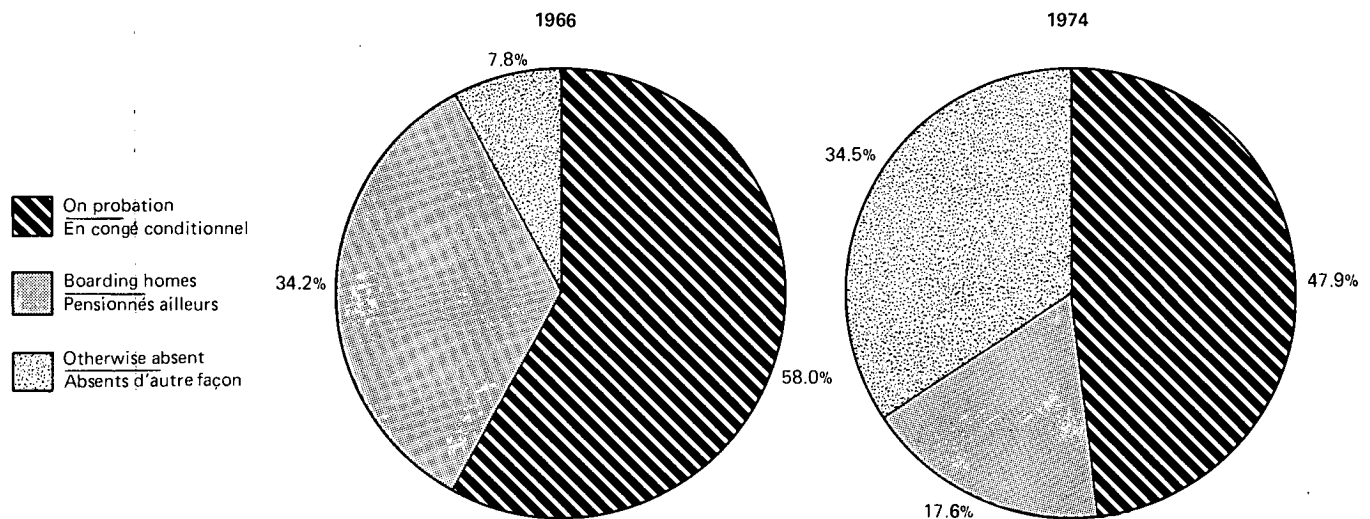 1966
1974
7.8%
34.5%
On probation
En congé conditionnel
Boarding homes
Pensionnés ailleurs
34.2%
47.9%
Otherwise absent
Absents d'autre façon
58.0%
17.6%